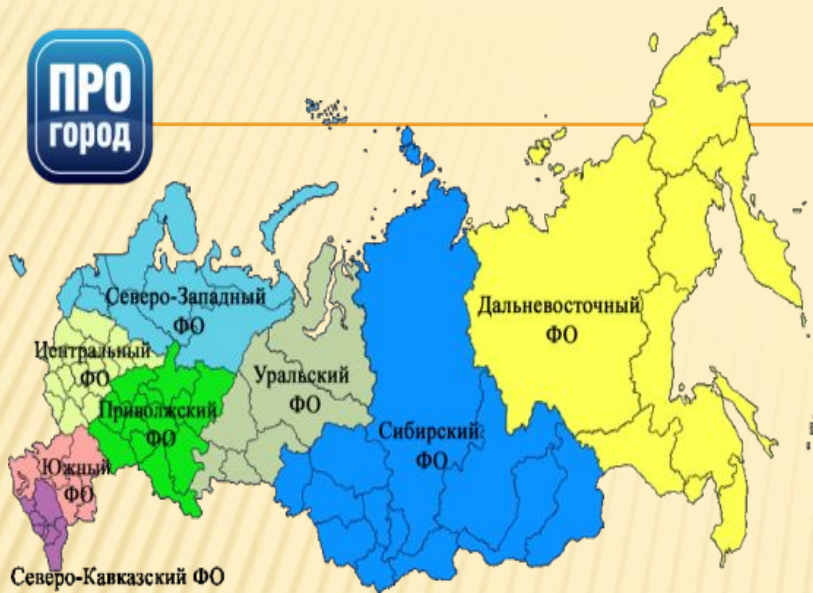 ПРО
город
Северо-Западный
ФО
Центральный
ФО
Приволжский
ФО
Уральский
ФО
Дальневосточный
ФО
Сибирский
ФО
Южный
ФО
Северо-Кавказский ФО